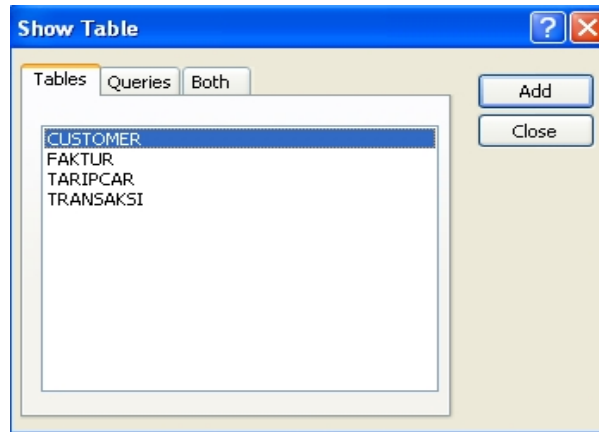 Show Table
Tables Queries Both
Add
Close
CUSTOMER
FAKTUR
TARIPCAR
TRANSAKSI